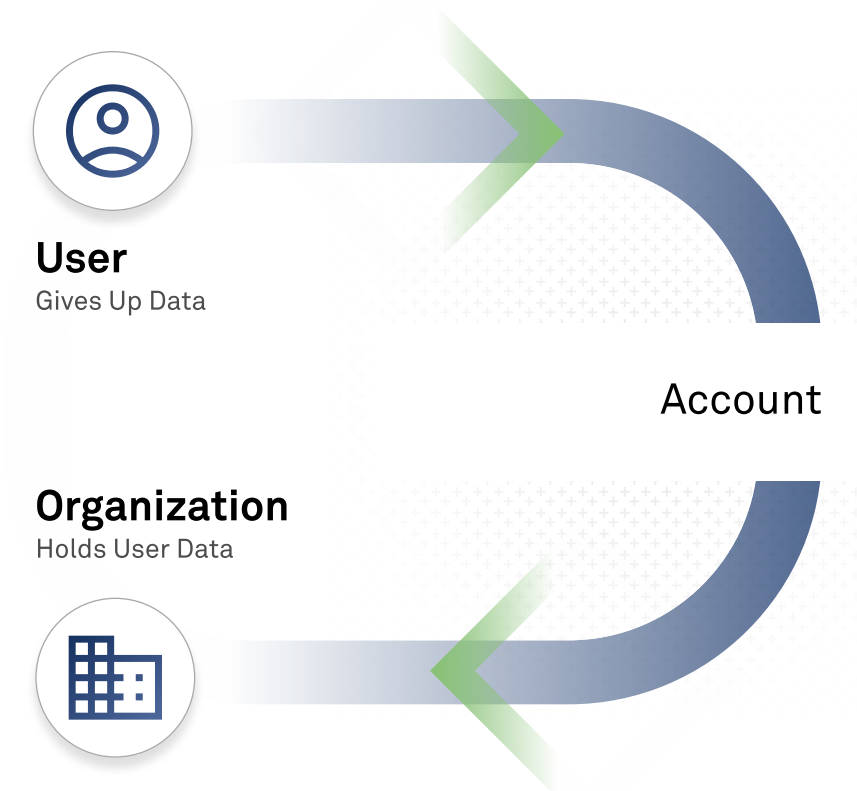 User
Gives Up Data
Account
Organization
Holds User Data